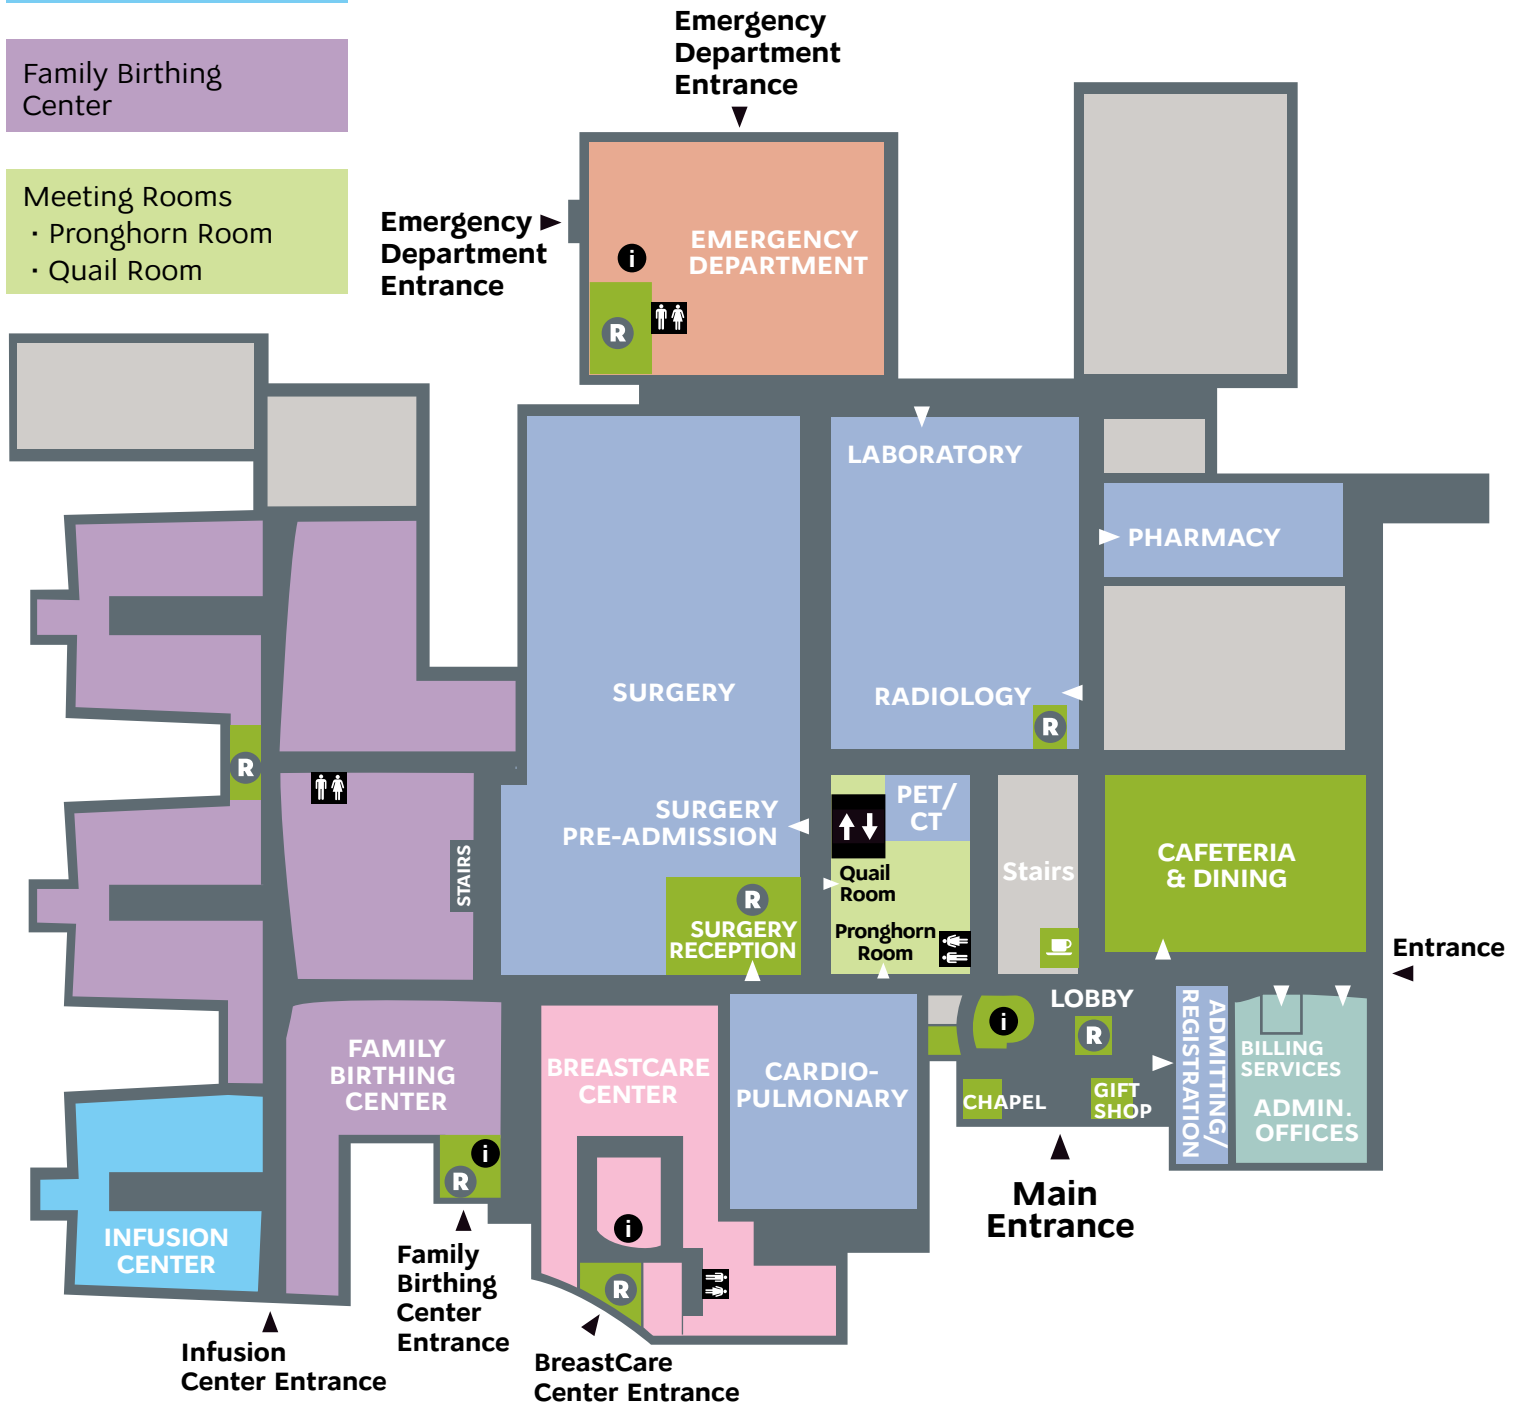 Emergency
Department
Entrance
Family Birthing
Center
Meeting Rooms
· Pronghorn Room
· Quail Room
Emergency
Department
Entrance
i
EMERGENCY
DEPARTMENT
R
LABORATORY
PHARMACY
SURGERY
RADIOLOGY
R
R
SURGERY
PRE-ADMISSION
PET/
CT
STAIRS
Quail
Room
Stairs
CAFETERIA
& DINING
R
SURGERY
RECEPTION
Pronghorn
Room
Entrance
LOBBY
i
R
ADMITTING/
REGISTRATION
BILLING
SERVICES
ADMIN.
OFFICES
CHAPEL
GIFT
SHOP
FAMILY
BIRTHING
CENTER
BREASTCARE
CENTER
CARDIO-
PULMONARY
i
R
Main
Entrance
INFUSION
CENTER
i
R
Family
Birthing
Center
Entrance
Infusion
Center Entrance
BreastCare
Center Entrance